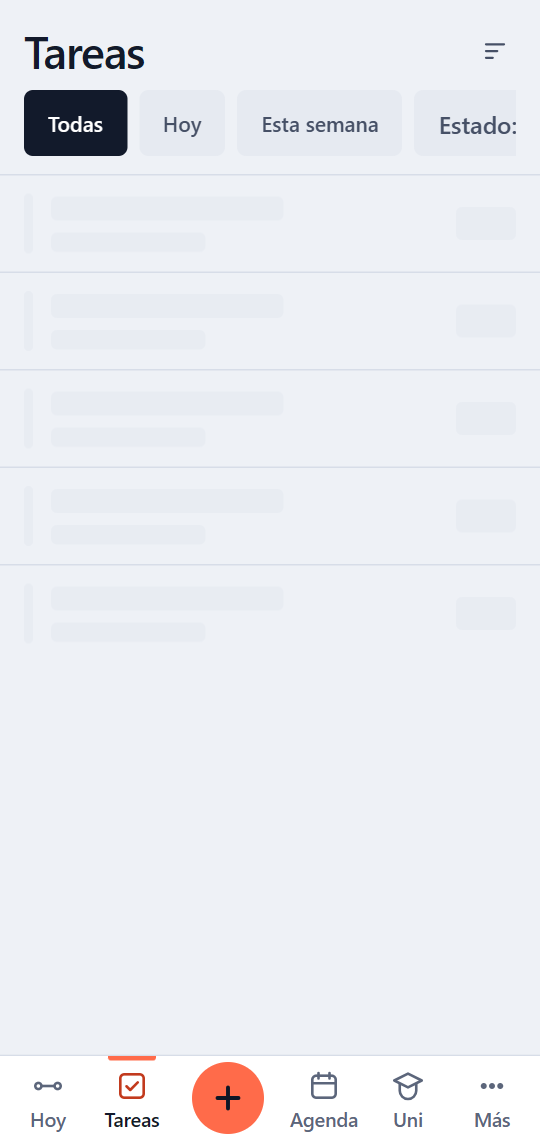 Tareas
Todas
Hoy
Esta semana
Estado:
Hoy
Tareas
Agenda
Uni
Más